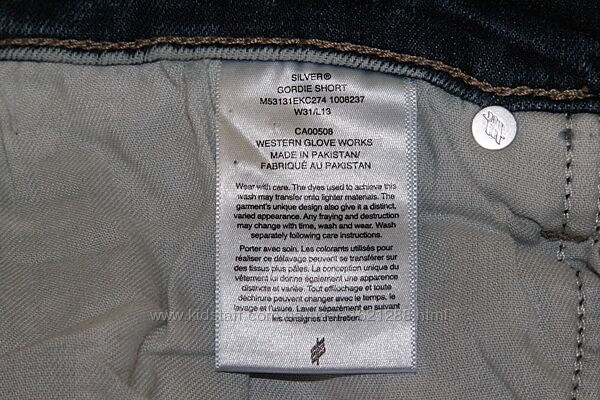 SILVER®
GORDIE SHORT
M53131EKC274 1008237
W31/L13
CA00508
WESTERN GLOVE WORKS
MADE IN PAKISTAN/
FABRIQUÉ AU PAKISTAN
Wear with care. The dyes used to achieve this
wash may transfer onto lighter materials. The
garment's unique design also give it a distinct,
varied appearance. Any fraying and destruction
may change with time, wash and wear. Wash
separately following care instructions.
Porter avec soin. Les colorants utilisés pour
réaliser ce délavage peuvent se transférer sur
des tissus plus pâles. La conception unique du
vêtement lui donne également une apparence
distincte et variée. Tout effilochage et toute
déchirure peuvent changer avec le temps, le
lavage et l'usure. Laver séparément en suivant
les consignes d'entretien.